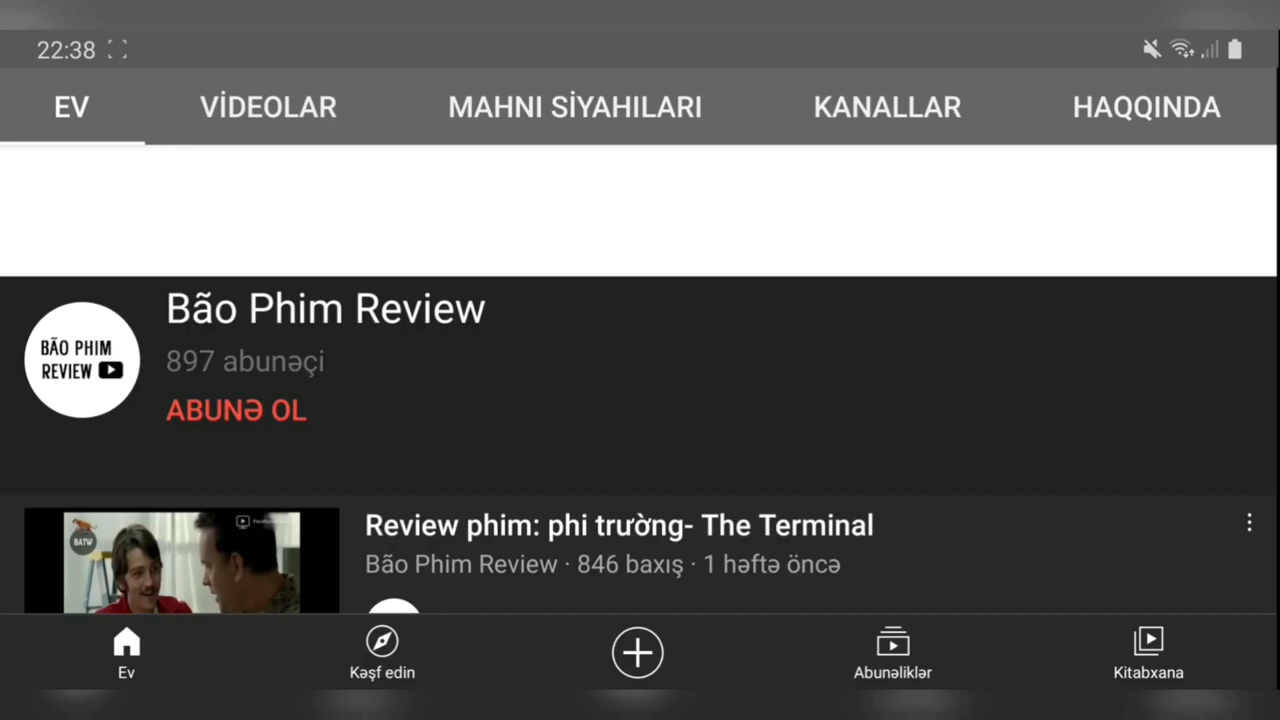 22:38
EV VİDEOLAR MAHNI SİYAHILARI KANALLAR HAQQINDA
BÃO PHIM
REVIEW
Bão Phim Review
897 abunəçi
ABUNƏ OL
BATW
Review phim: phi trường- The Terminal
Bão Phim Review · 846 baxış · 1 həftə öncə
Ev Kəşf edin Abunəliklər Kitabxana